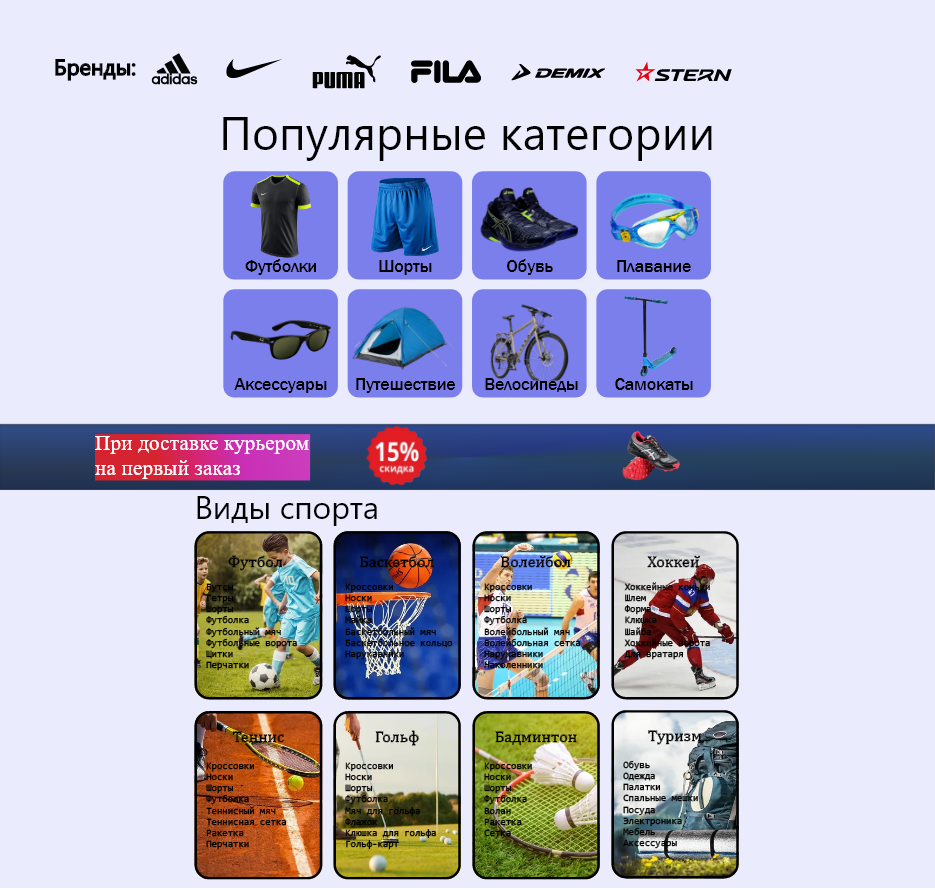 Бренды: adidas PUMA FILA DEMIX STERN
Популярные категории
Футболки Шорты Обувь Плавание
Аксессуары Путешествие Велосипеды Самокаты
При доставке курьером
на первый заказ
15%
скидка
Виды спорта
Футбол
Бутсы
Гетры
Шорты
Футболка
Футбольный мяч
Футбольные ворота
Щитки
Перчатки
Баскетбол
Кроссовки
Носки
Шорты
Майка
Баскетбольный мяч
Баскетбольное кольцо
Нарукавники
Волейбол
Кроссовки
Носки
Шорты
Футболка
Волейбольный мяч
Волейбольная сетка
Нарукавники
Наколенники
Хоккей
Хоккейные коньки
Шлем
Форма
Клюшка
Шайба
Хоккейные ворота
Для вратаря
Теннис
Кроссовки
Носки
Шорты
Футболка
Теннисный мяч
Теннисная сетка
Ракетка
Перчатки
Гольф
Кроссовки
Носки
Шорты
Футболка
Мяч для гольфа
Флажок
Клюшка для гольфа
Гольф-карт
Бадминтон
Кроссовки
Носки
Шорты
Футболка
Волан
Ракетка
Сетка
Туризм
Обувь
Одежда
Палатки
Спальные мешки
Посуда
Электроника
Мебель
Аксессуары